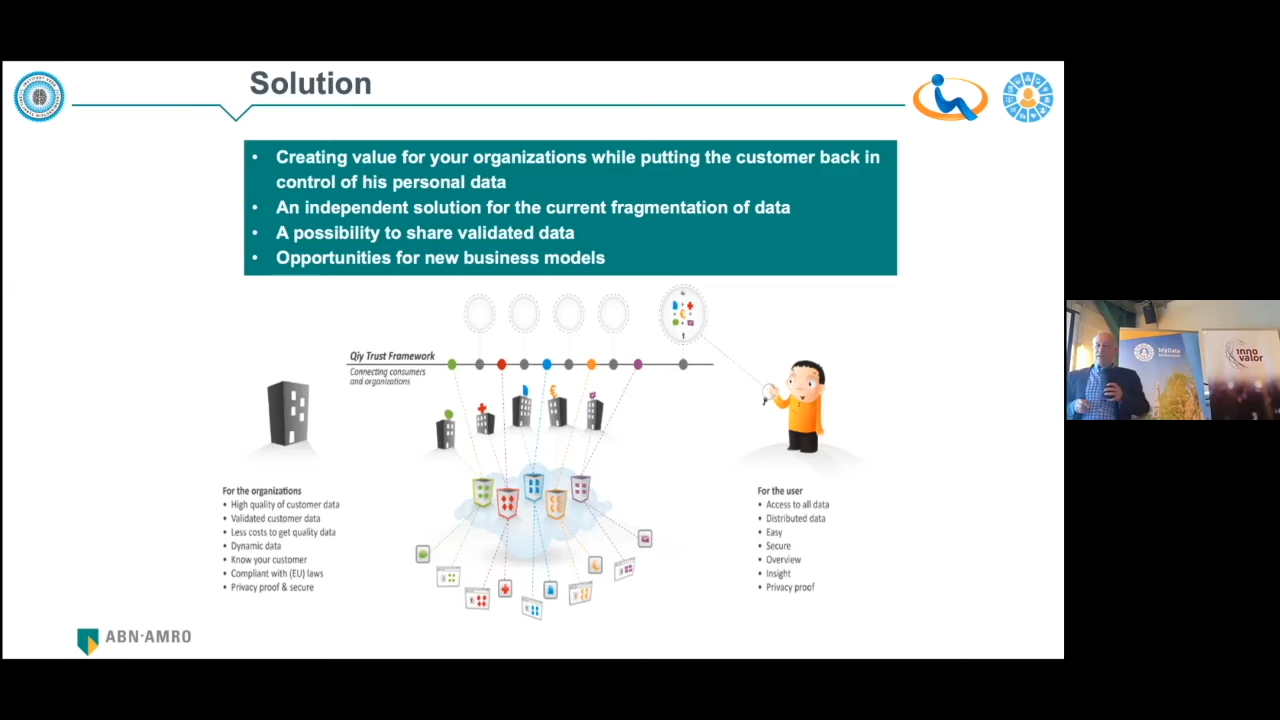 Solution
• Creating value for your organizations while putting the customer back in
control of his personal data
• An independent solution for the current fragmentation of data
• A possibility to share validated data
• Opportunities for new business models
Qiy Trust Framework
Connecting consumers
and organizations
For the organizations
• High quality of customer data
• Validated customer data
• Less costs to get quality data
• Dynamic data
• Know your customer
• Compliant with (EU) laws
• Privacy proof & secure
For the user
• Access to all data
• Distributed data
• Easy
• Secure
• Overview
• Insight
• Privacy proof
ABN·AMRO
MyData
inno
valor